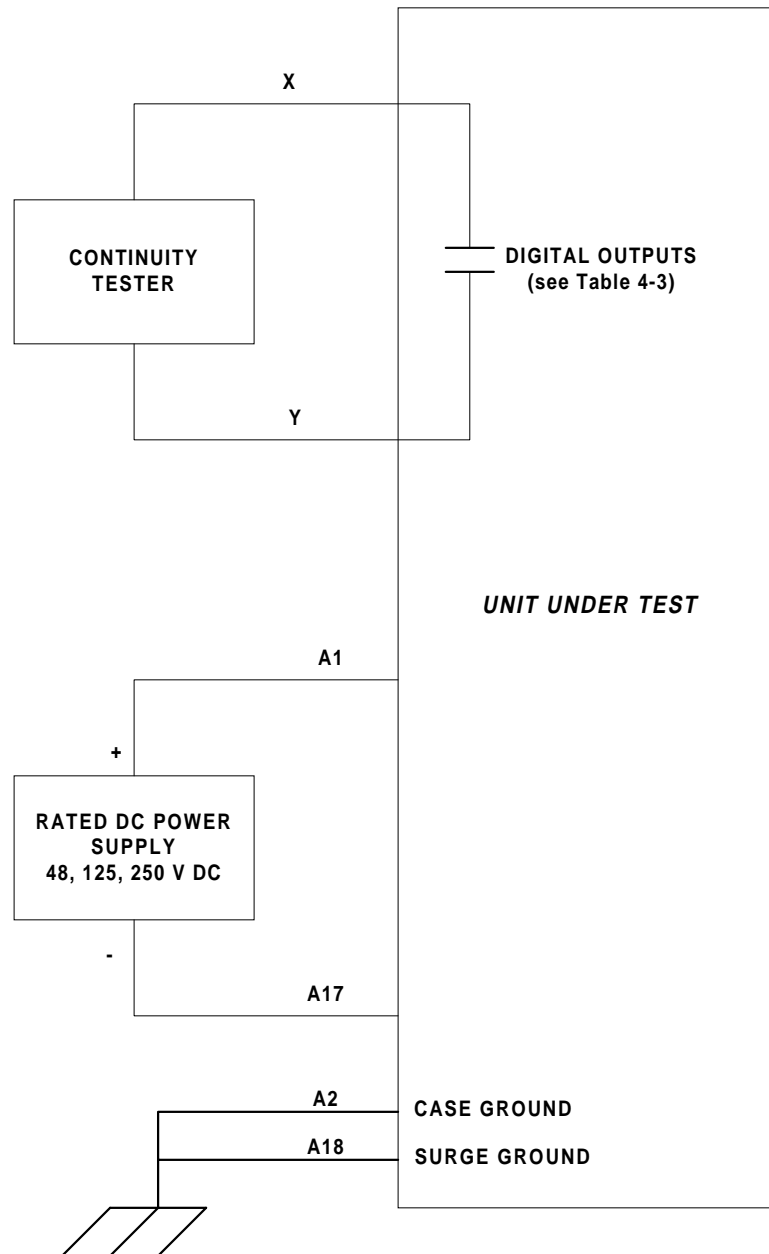 X
CONTINUITY
TESTER
DIGITAL OUTPUTS
(see Table 4-3)
Y
UNIT UNDER TEST
A1
+
RATED DC POWER
SUPPLY
48, 125, 250 V DC
-
A17
A2
CASE GROUND
A18
SURGE GROUND